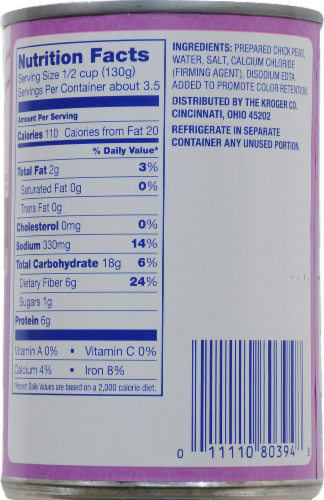 Nutrition Facts
Serving Size 1/2 cup (130g)
Servings Per Container about 3.5
Amount Per Serving
Calories 110 Calories from Fat 20
% Daily Value*
Total Fat 2g 3%
Saturated Fat 0g 0%
Trans Fat 0g
Cholesterol 0mg 0%
Sodium 330mg 14%
Total Carbohydrate 18g 6%
Dietary Fiber 6g 24%
Sugars 1g
Protein 6g
Vitamin A 0% • Vitamin C 0%
Calcium 4% • Iron 8%
*Percent Daily Values are based on a 2,000 calorie diet.
INGREDIENTS: PREPARED CHICK PEAS,
WATER, SALT, CALCIUM CHLORIDE
(FIRMING AGENT), DISODIUM EDTA
ADDED TO PROMOTE COLOR RETENTION.
DISTRIBUTED BY THE KROGER CO.
CINCINNATI, OHIO 45202
REFRIGERATE IN SEPARATE
CONTAINER ANY UNUSED PORTION.
0 11110 80394 8